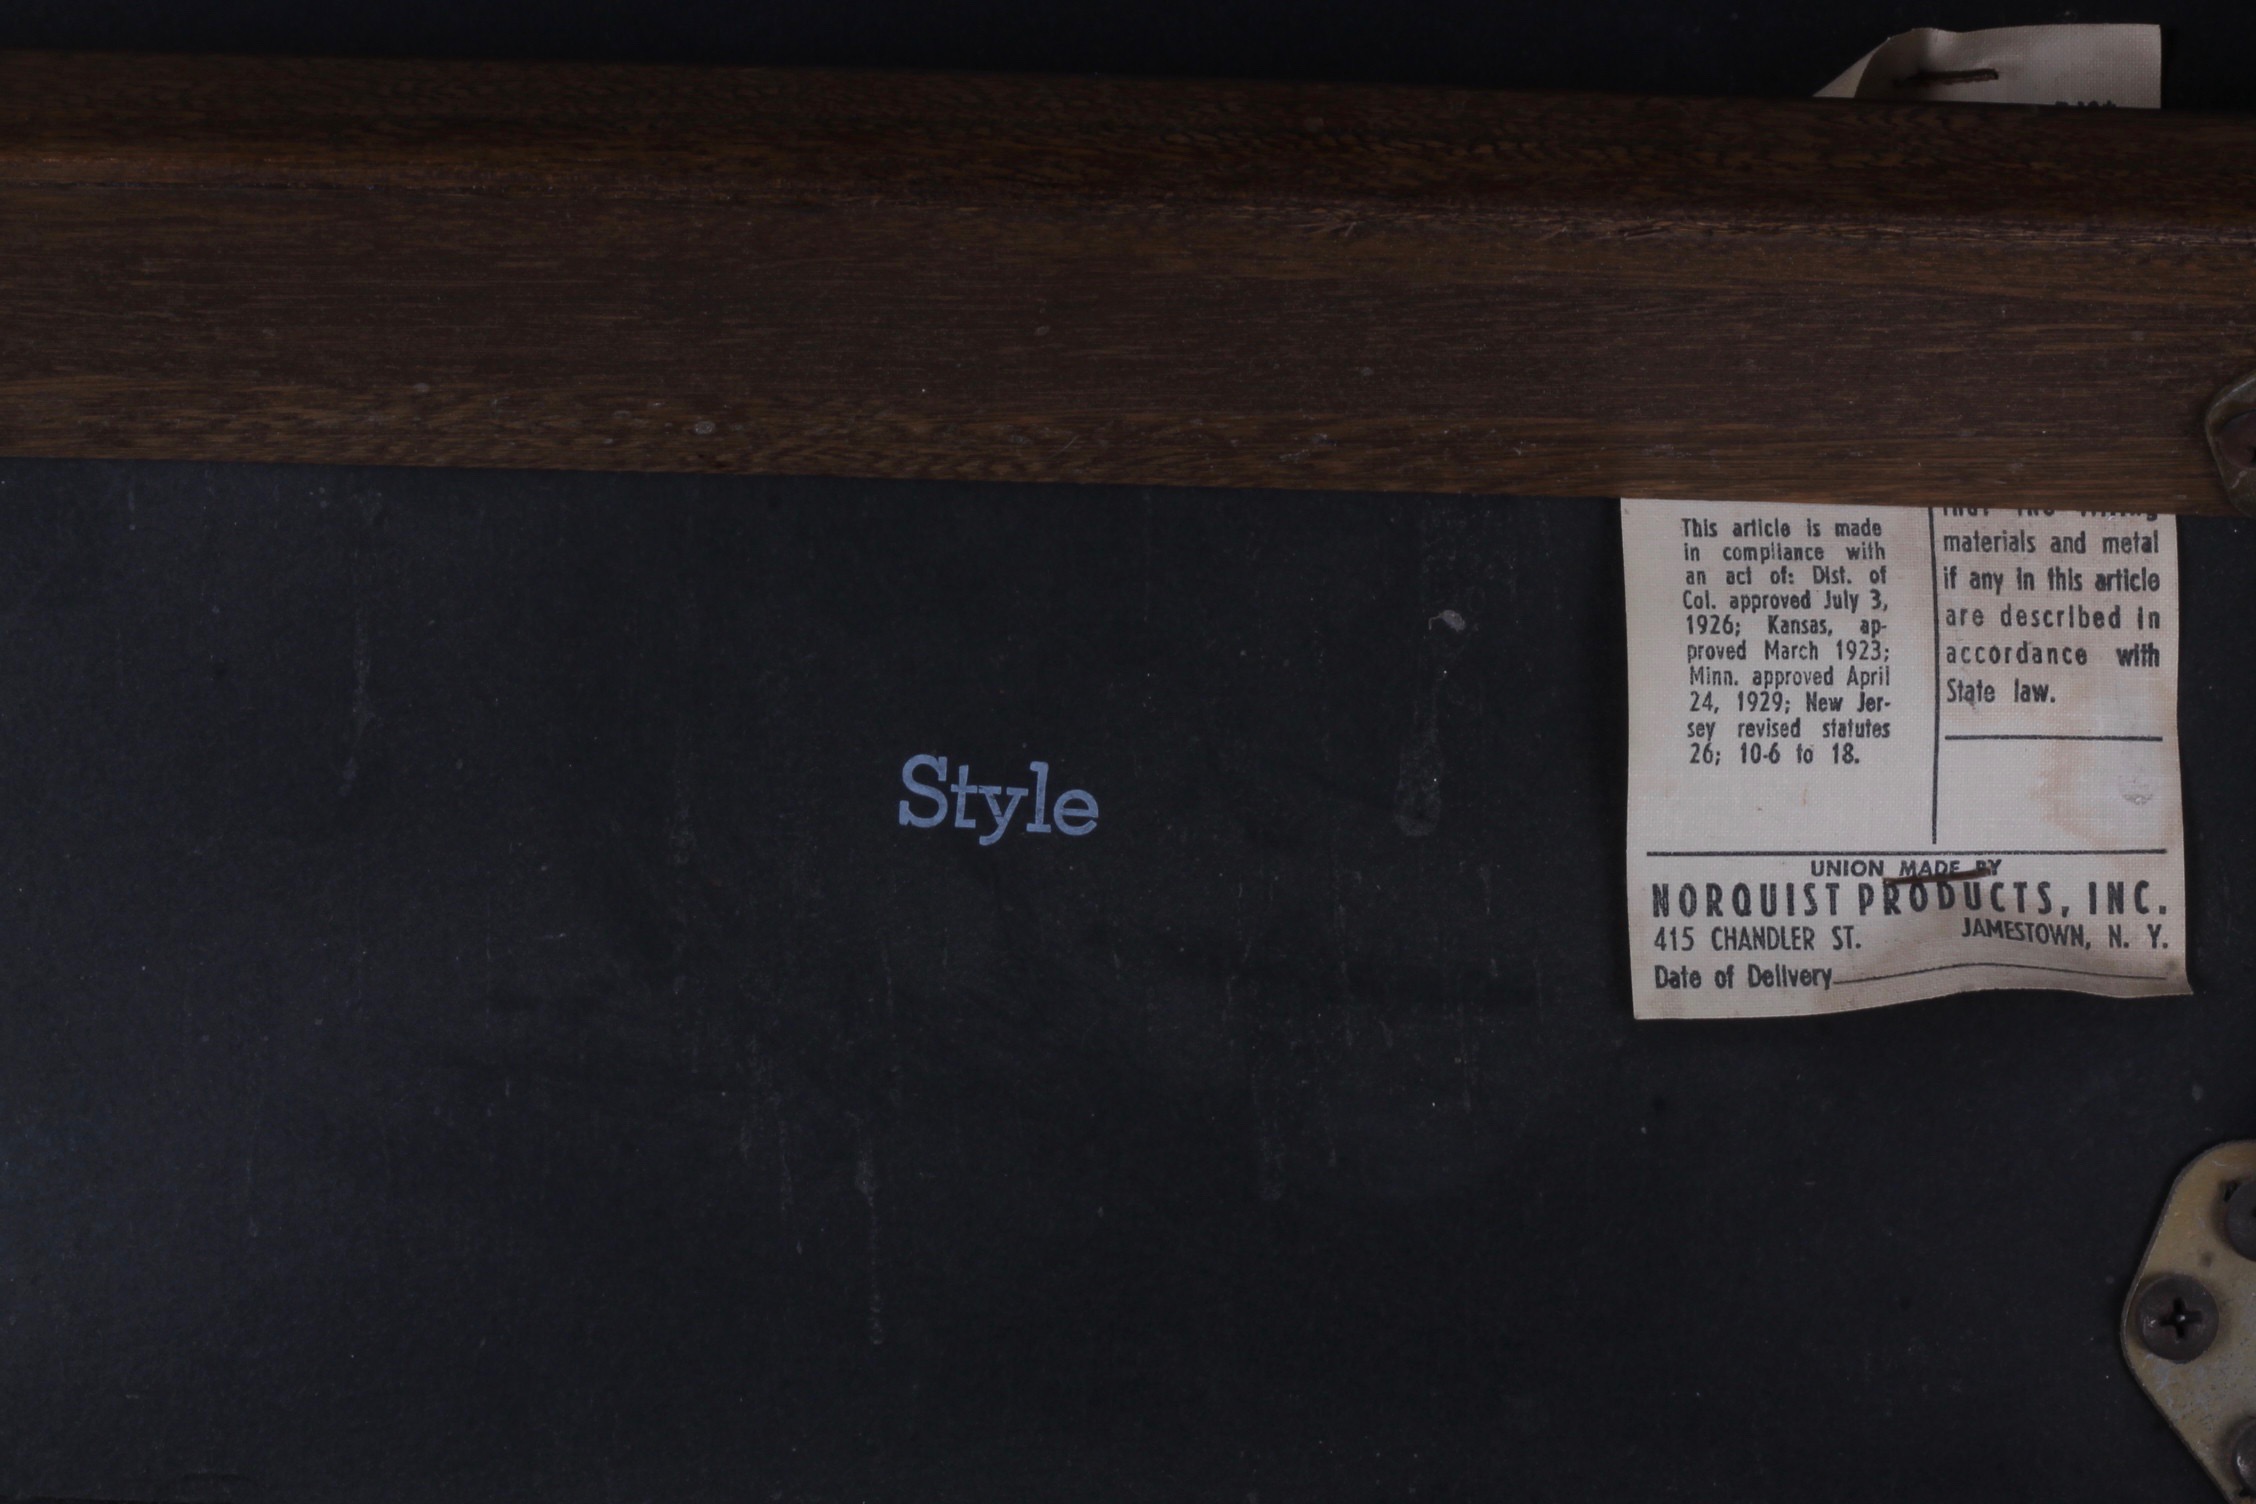 This article is made
in compliance with
an act of: Dist. of
Col. approved July 3,
1926; Kansas, ap-
proved March 1923;
Minn. approved April
24, 1929; New Jer-
sey revised statutes
26; 10-6 to 18.
that the filling
materials and metal
if any in this article
are described in
accordance with
State law.
Style
UNION MADE BY
NORQUIST PRODUCTS, INC.
415 CHANDLER ST. JAMESTOWN, N. Y.
Date of Delivery